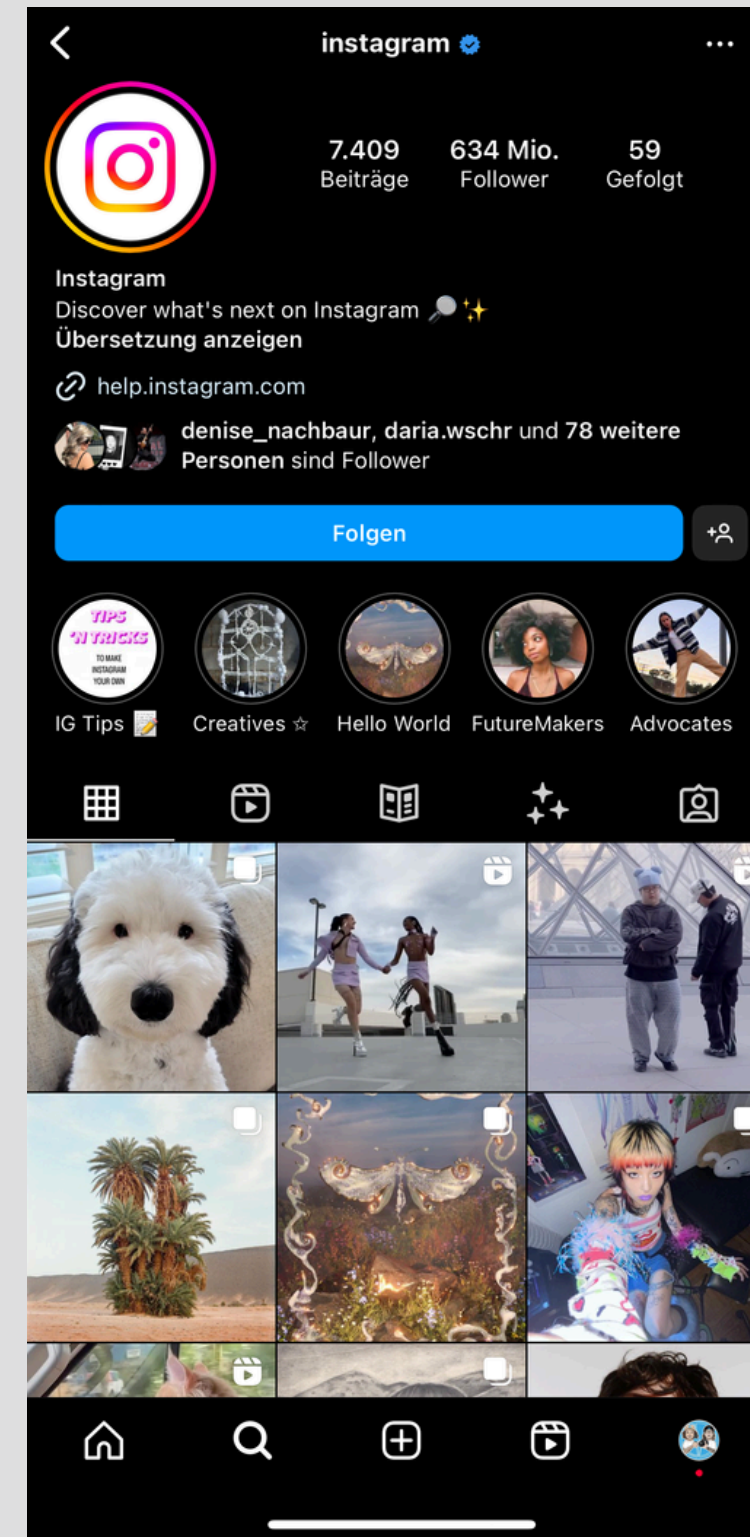 instagram
7.409 634 Mio. 59
Beiträge Follower Gefolgt
Instagram
Discover what's next on Instagram 🔎✨
Übersetzung anzeigen
help.instagram.com
denise_nachbaur, daria.wschr und 78 weitere
Personen sind Follower
Folgen
TIPS
'N TRICKS
TO MAKE
INSTAGRAM
YOUR OWN
IG Tips 📝 Creatives ☆ Hello World FutureMakers Advocates